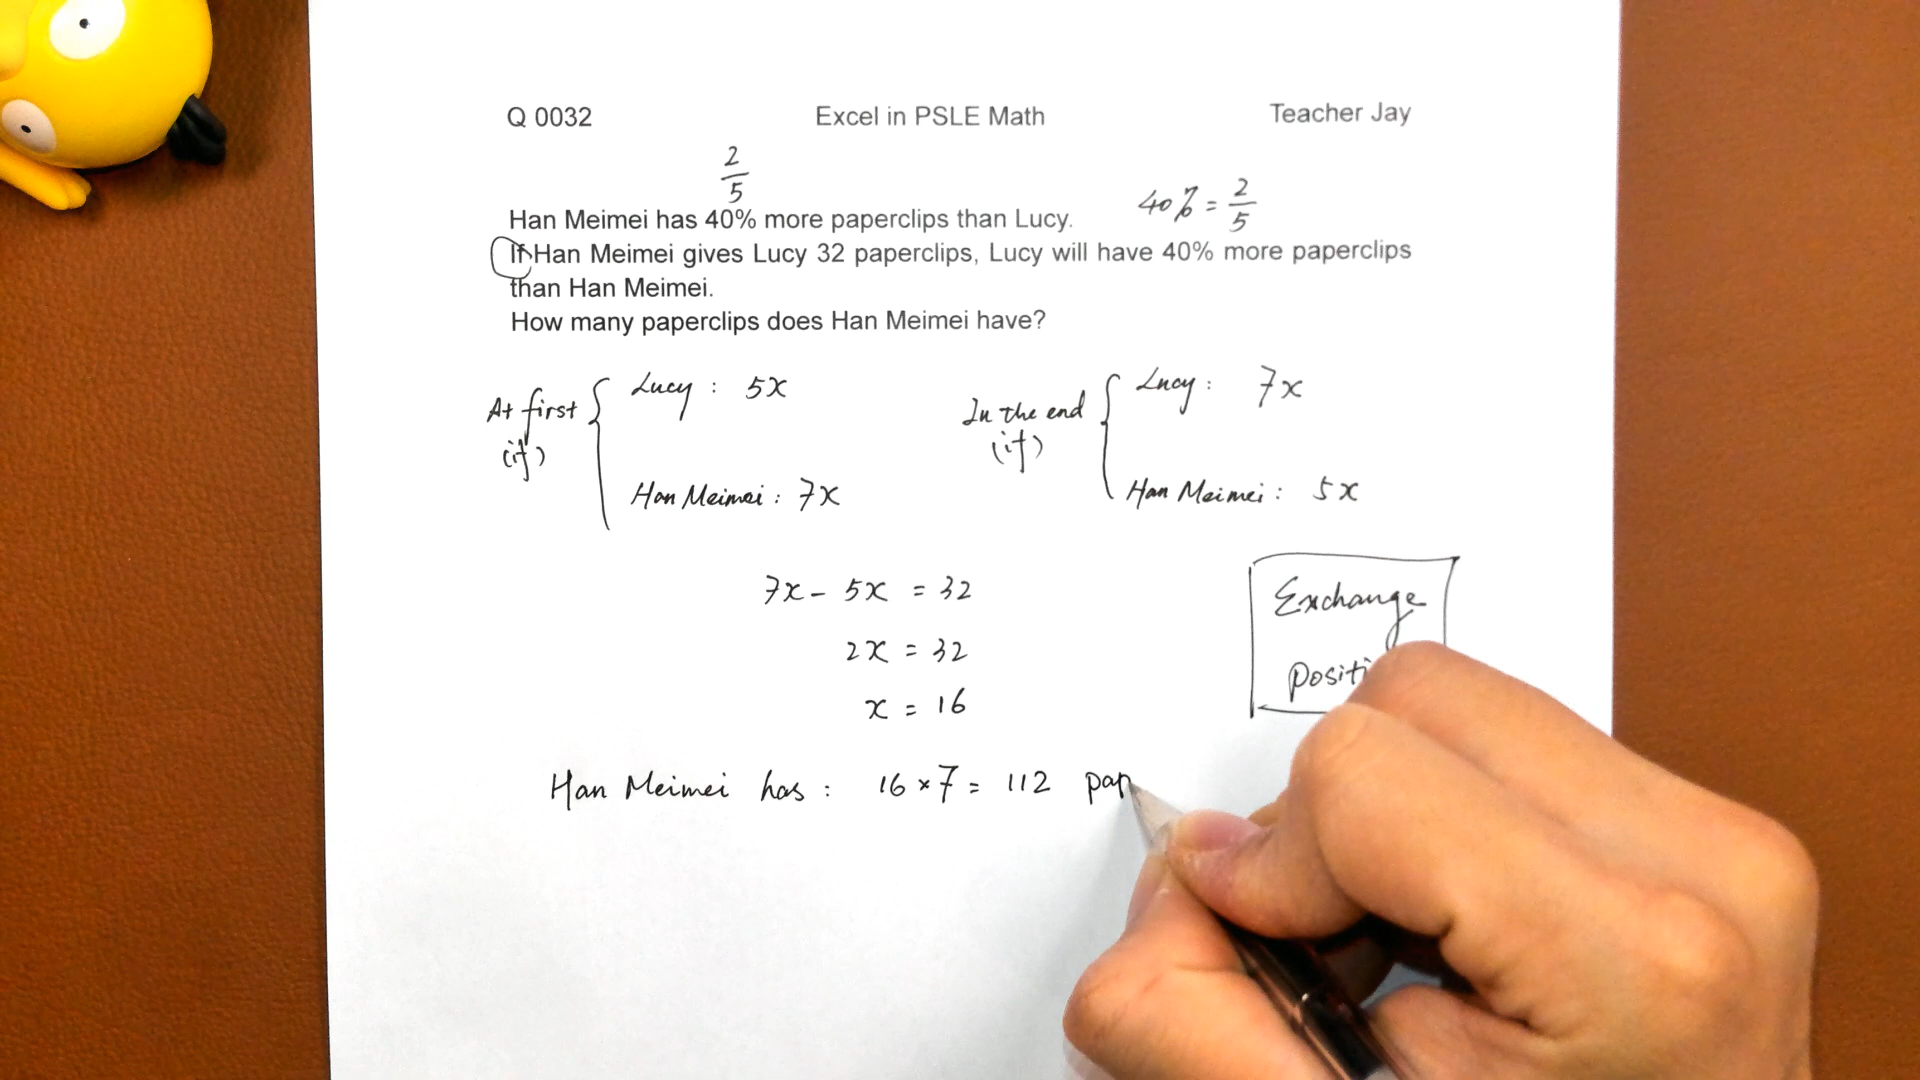 Q 0032 Excel in PSLE Math Teacher Jay
2/5
40% = 2/5
Han Meimei has 40% more paperclips than Lucy.
If Han Meimei gives Lucy 32 paperclips, Lucy will have 40% more paperclips
than Han Meimei.
How many paperclips does Han Meimei have?
At first (if) { Lucy : 5x
Han Meimei : 7x
In the end (if) { Lucy : 7x
Han Meimei : 5x
7x - 5x = 32
2x = 32
x = 16
Exchange
Positi
Han Meimei has : 16 × 7 = 112 pap